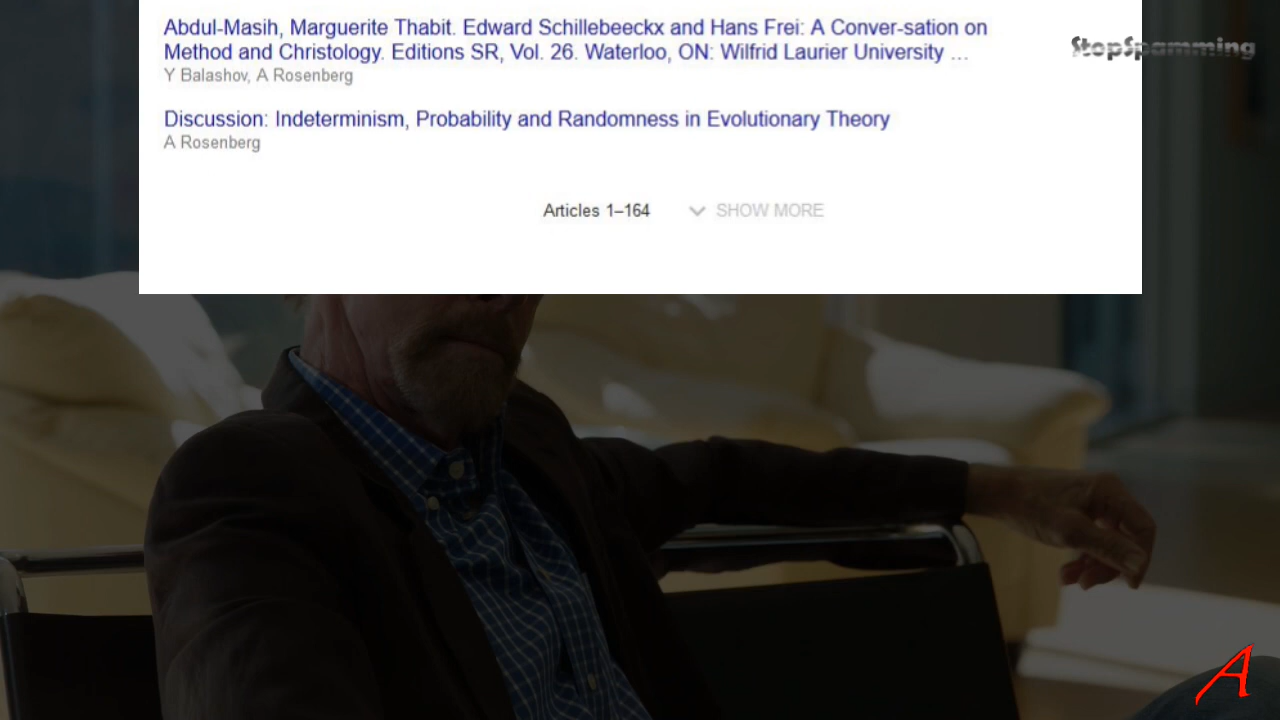 Abdul-Masih, Marguerite Thabit. Edward Schillebeeckx and Hans Frei: A Conver-sation on
Method and Christology. Editions SR, Vol. 26. Waterloo, ON: Wilfrid Laurier University ...
Y Balashov, A Rosenberg
Discussion: Indeterminism, Probability and Randomness in Evolutionary Theory
A Rosenberg
Articles 1–164 SHOW MORE
StopSpamming
A